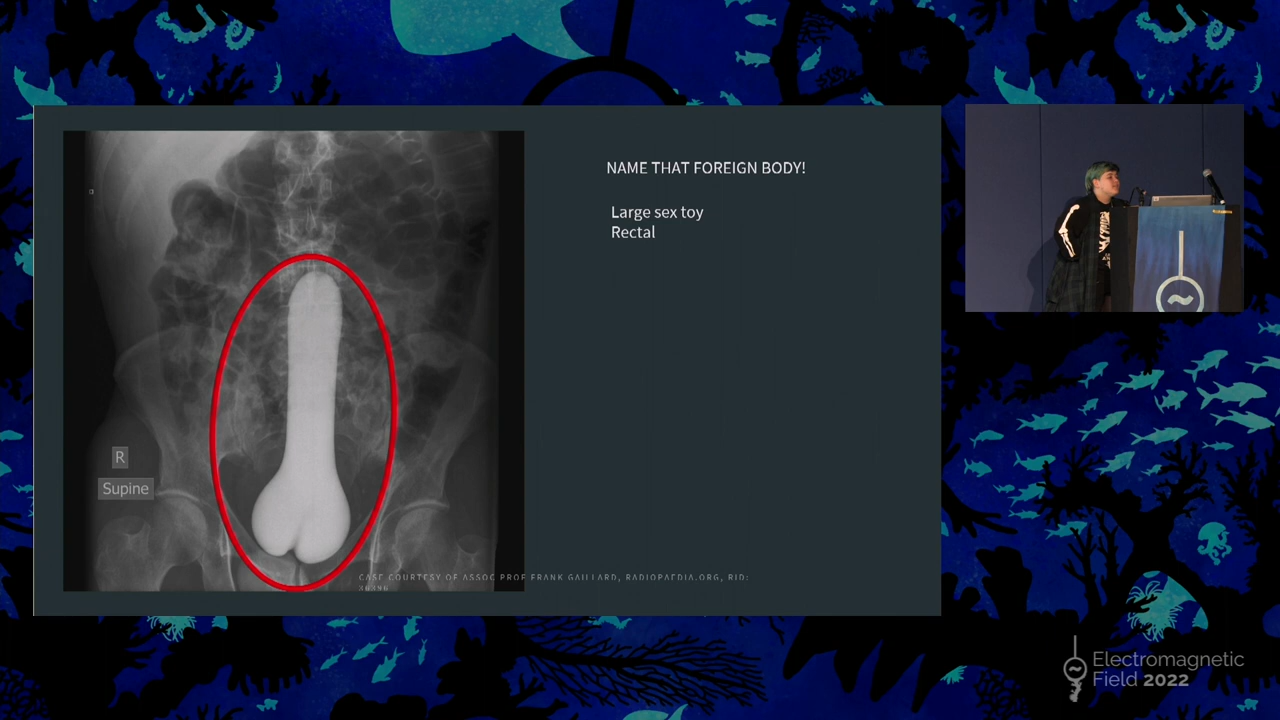 NAME THAT FOREIGN BODY!
Large sex toy
Rectal
R
Supine
CASE COURTESY OF ASSOC PROF FRANK GAILLARD, RADIOPAEDIA.ORG, RID:
36396
Electromagnetic
Field 2022